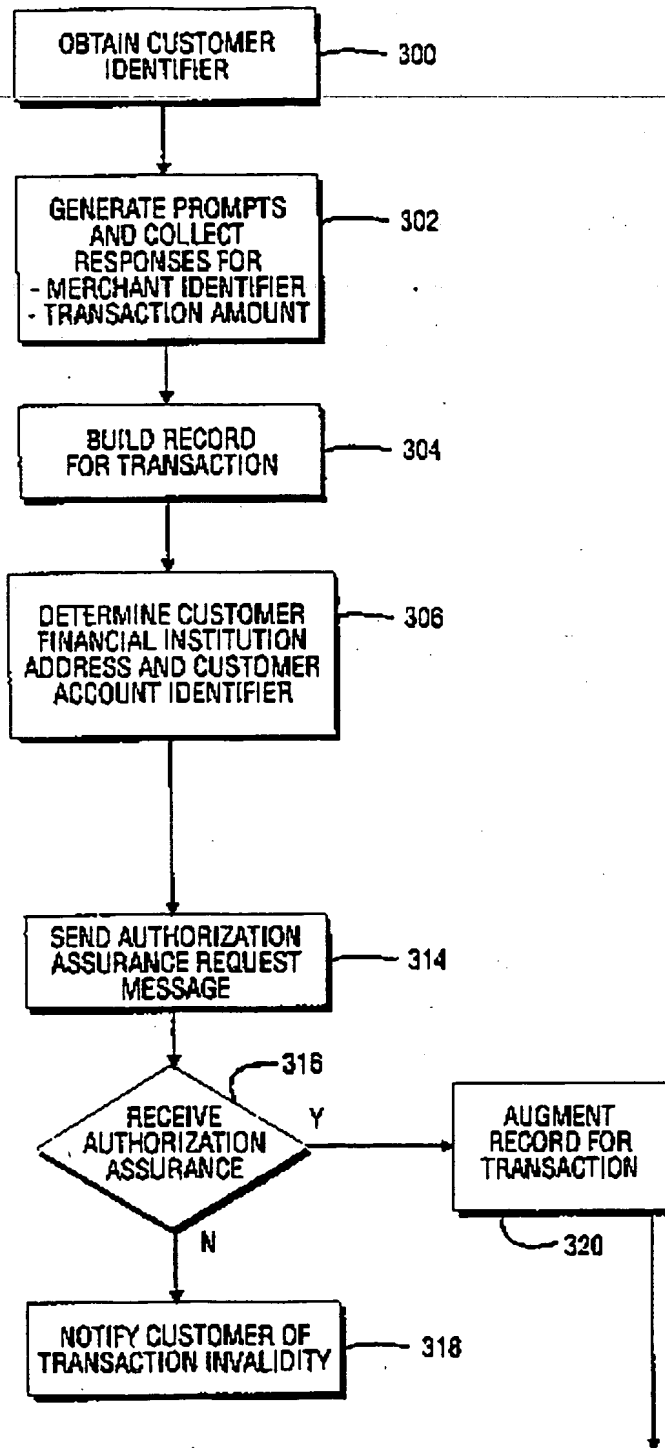 OBTAIN CUSTOMER
IDENTIFIER
300
GENERATE PROMPTS
AND COLLECT
RESPONSES FOR
- MERCHANT IDENTIFIER
- TRANSACTION AMOUNT
302
BUILD RECORD
FOR TRANSACTION
304
DETERMINE CUSTOMER
FINANCIAL INSTITUTION
ADDRESS AND CUSTOMER
ACCOUNT IDENTIFIER
306
SEND AUTHORIZATION
ASSURANCE REQUEST
MESSAGE
314
316
RECEIVE
AUTHORIZATION
ASSURANCE
Y
AUGMENT
RECORD FOR
TRANSACTION
320
N
NOTIFY CUSTOMER OF
TRANSACTION INVALIDITY
318